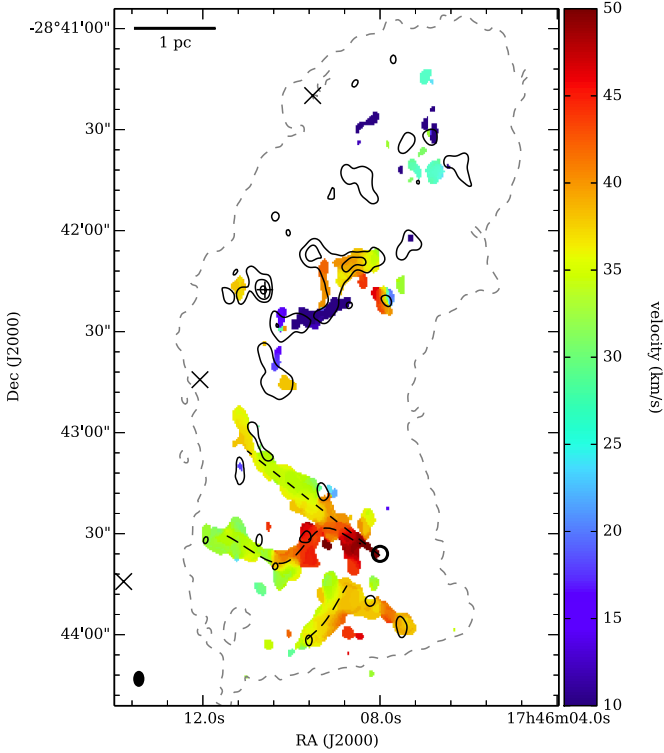 -28°41'00"
1 pc
30"
42'00"
30"
43'00"
30"
44'00"
Dec (J2000)
12.0s
08.0s
17h46m04.0s
RA (J2000)
50
45
40
35
30
25
20
15
10
velocity (km/s)